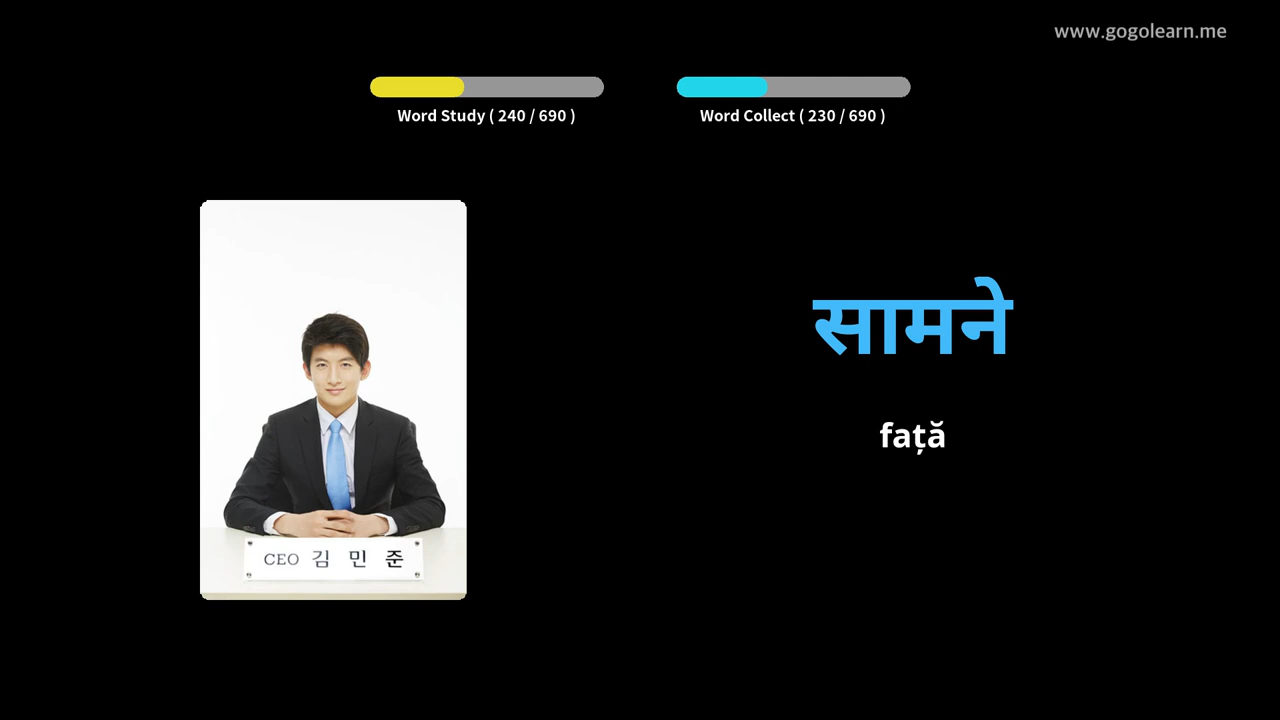 www.gogolearn.me
Word Study ( 240 / 690 )
Word Collect ( 230 / 690 )
सामने
față
CEO 김 민 준